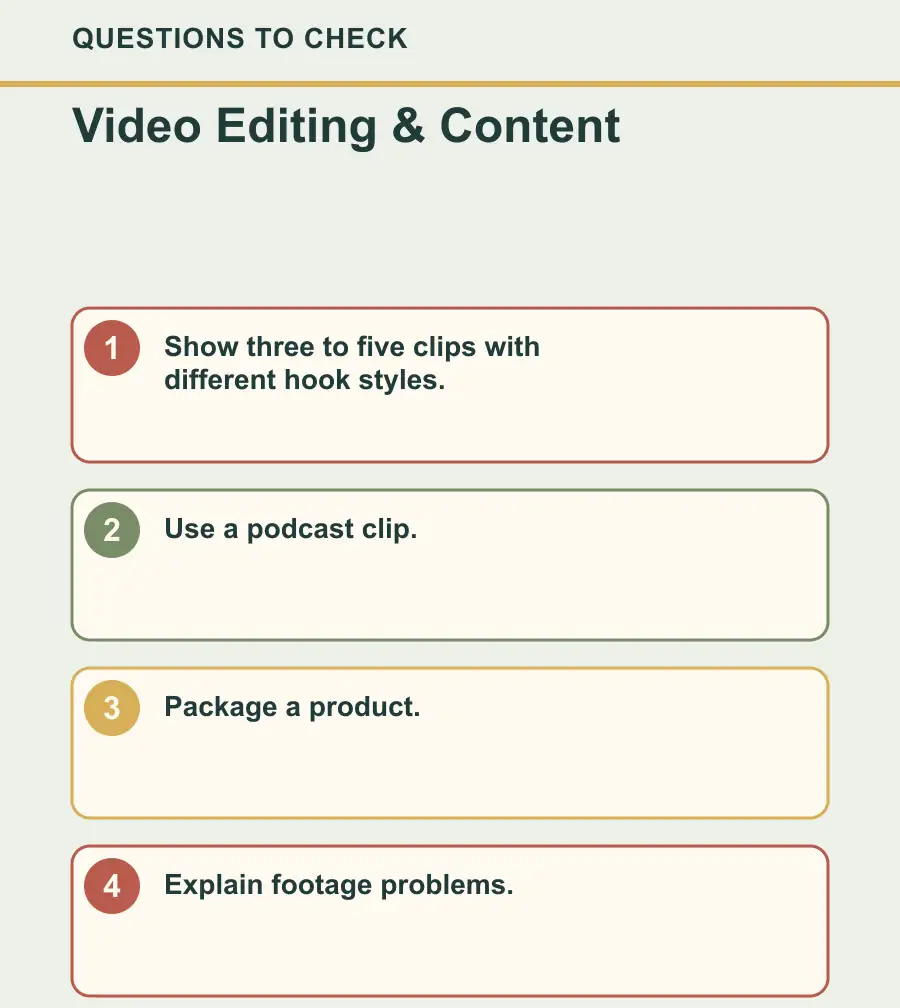 QUESTIONS TO CHECK
Video Editing & Content
1
Show three to five clips with
different hook styles.
2
Use a podcast clip.
3
Package a product.
4
Explain footage problems.